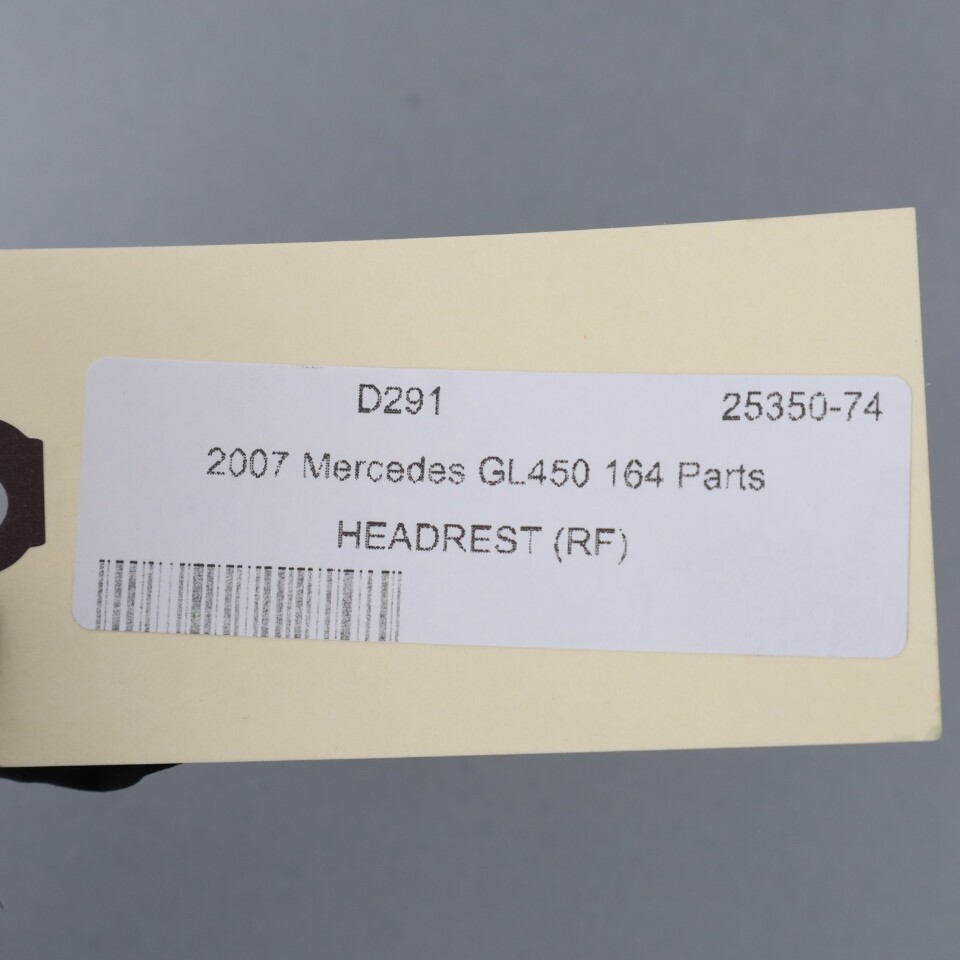 D291 25350-74
2007 Mercedes GL450 164 Parts
HEADREST (RF)